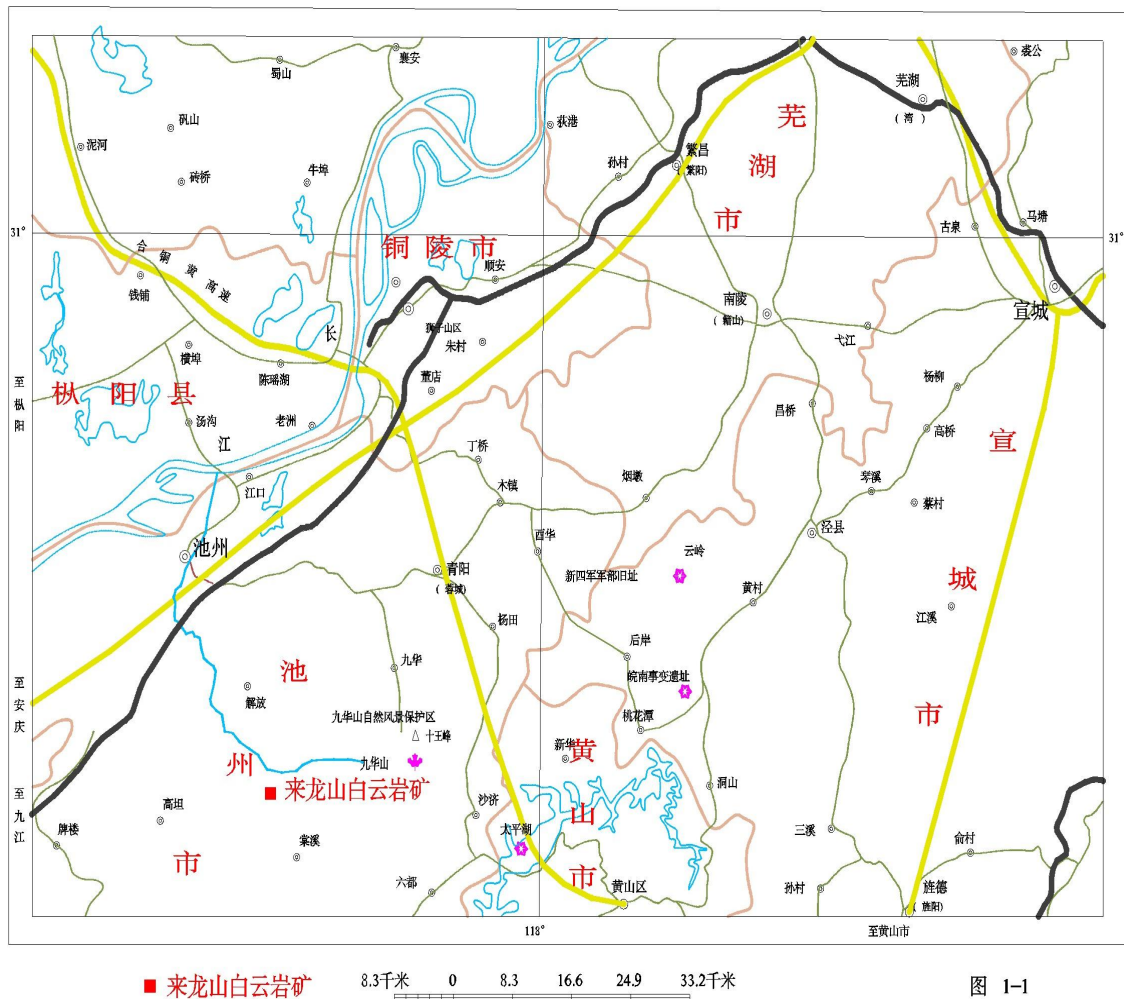 裘公
襄安
蜀山
芜湖
( 湾 )
荻港
矾山
泥河
芜湖市
繁昌
(繁阳)
孙村
砖桥
牛埠
马塘
古泉
31°
31°
铜陵市
合铜黄高速
顺安
钱铺
宣城
南陵
( 籍山)
弋江
长江
狮子山区
朱村
横埠
陈瑶湖
董店
杨柳
至枞阳
枞阳县
昌桥
汤沟
老洲
高桥
宣城市
丁桥
江口
烟墩
琴溪
木镇
蔡村
泾县
池州
酉华
云岭
青阳
( 蓉城)
新四军军部旧址
黄村
江溪
杨田
后岸
九华
池州市
皖南事变遗址
解放
至安庆
九华山自然风景保护区
十王峰
桃花潭
新华
黄山市
九华山
来龙山白云岩矿
洞山
至九江
高坦
沙济
太平湖
三溪
牌楼
棠溪
俞村
六都
黄山区
孙村
旌德
( 旌阳)
118°
至黄山市
来龙山白云岩矿
8.3千米 0 8.3 16.6 24.9 33.2千米
图 1-1